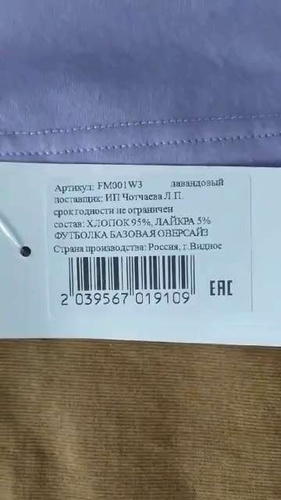 Артикул: FM001W3 лавандовый
поставщик: ИП Чотчаева Л.П.
срок годности не ограничен
состав: ХЛОПОК 95%, ЛАЙКРА 5%
ФУТБОЛКА БАЗОВАЯ ОВЕРСАЙЗ
Страна производства: Россия, г.Видное
2 039567 019109 EAC